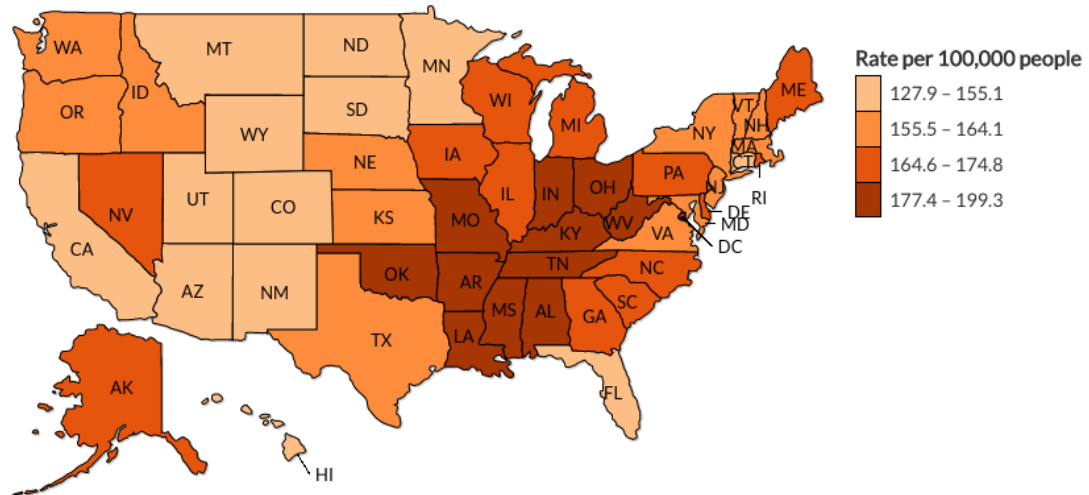 WA
MT
ND
MN
OR
ID
SD
WY
WI
MI
VT
NH
ME
NY
MA
CT
RI
IA
NE
PA
NJ
NV
UT
CO
KS
MO
IL
IN
OH
WV
VA
DE
MD
DC
CA
KY
AZ
NM
OK
AR
TN
NC
SC
MS
AL
GA
TX
LA
FL
AK
HI
Rate per 100,000 people
127.9 – 155.1
155.5 – 164.1
164.6 – 174.8
177.4 – 199.3